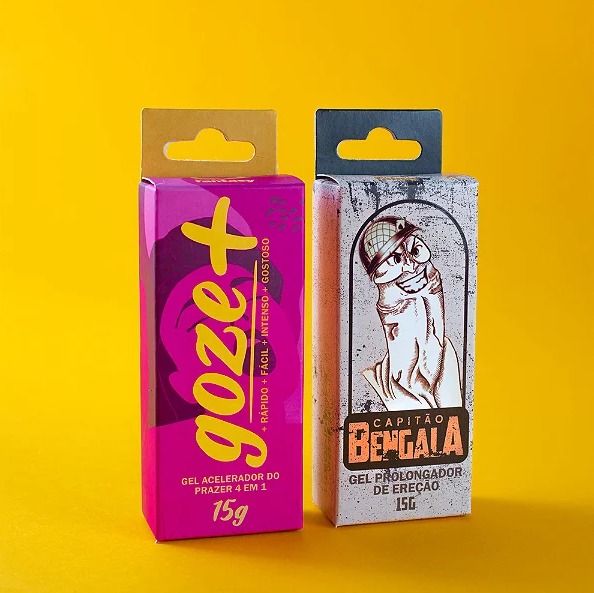 goze+
+ RÁPIDO + FÁCIL + INTENSO + GOSTOSO
GEL ACELERADOR DO
PRAZER 4 EM 1
15g
CAPITÃO
BENGALA
GEL PROLONGADOR
DE EREÇÃO
15G